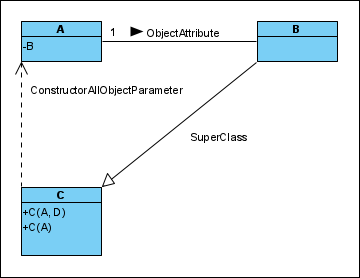 A
1
ObjectAttribute
B
-B
ConstructorAllObjectParameter
SuperClass
C
+C(A, D)
+C(A)